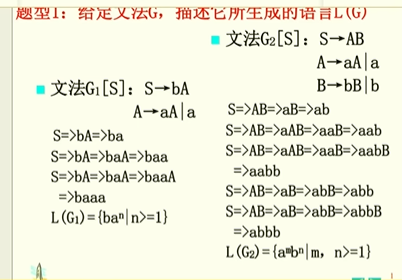 题型1：给定文法G，描述它所生成的语言L(G)
文法G₁[S]：S→bA
A→aA|a
S=>bA=>ba
S=>bA=>baA=>baa
S=>bA=>baA=>baaA
=>baaa
L(G₁)={baⁿ|n>=1}
文法G₂[S]：S→AB
A→aA|a
B→bB|b
S=>AB=>aB=>ab
S=>AB=>aAB=>aaB=>aab
S=>AB=>aAB=>aaB=>aabB
=>aabb
S=>AB=>aB=>abB=>abb
S=>AB=>aB=>abB=>abbB
=>abbb
L(G₂)={aᵐbⁿ|m，n>=1}